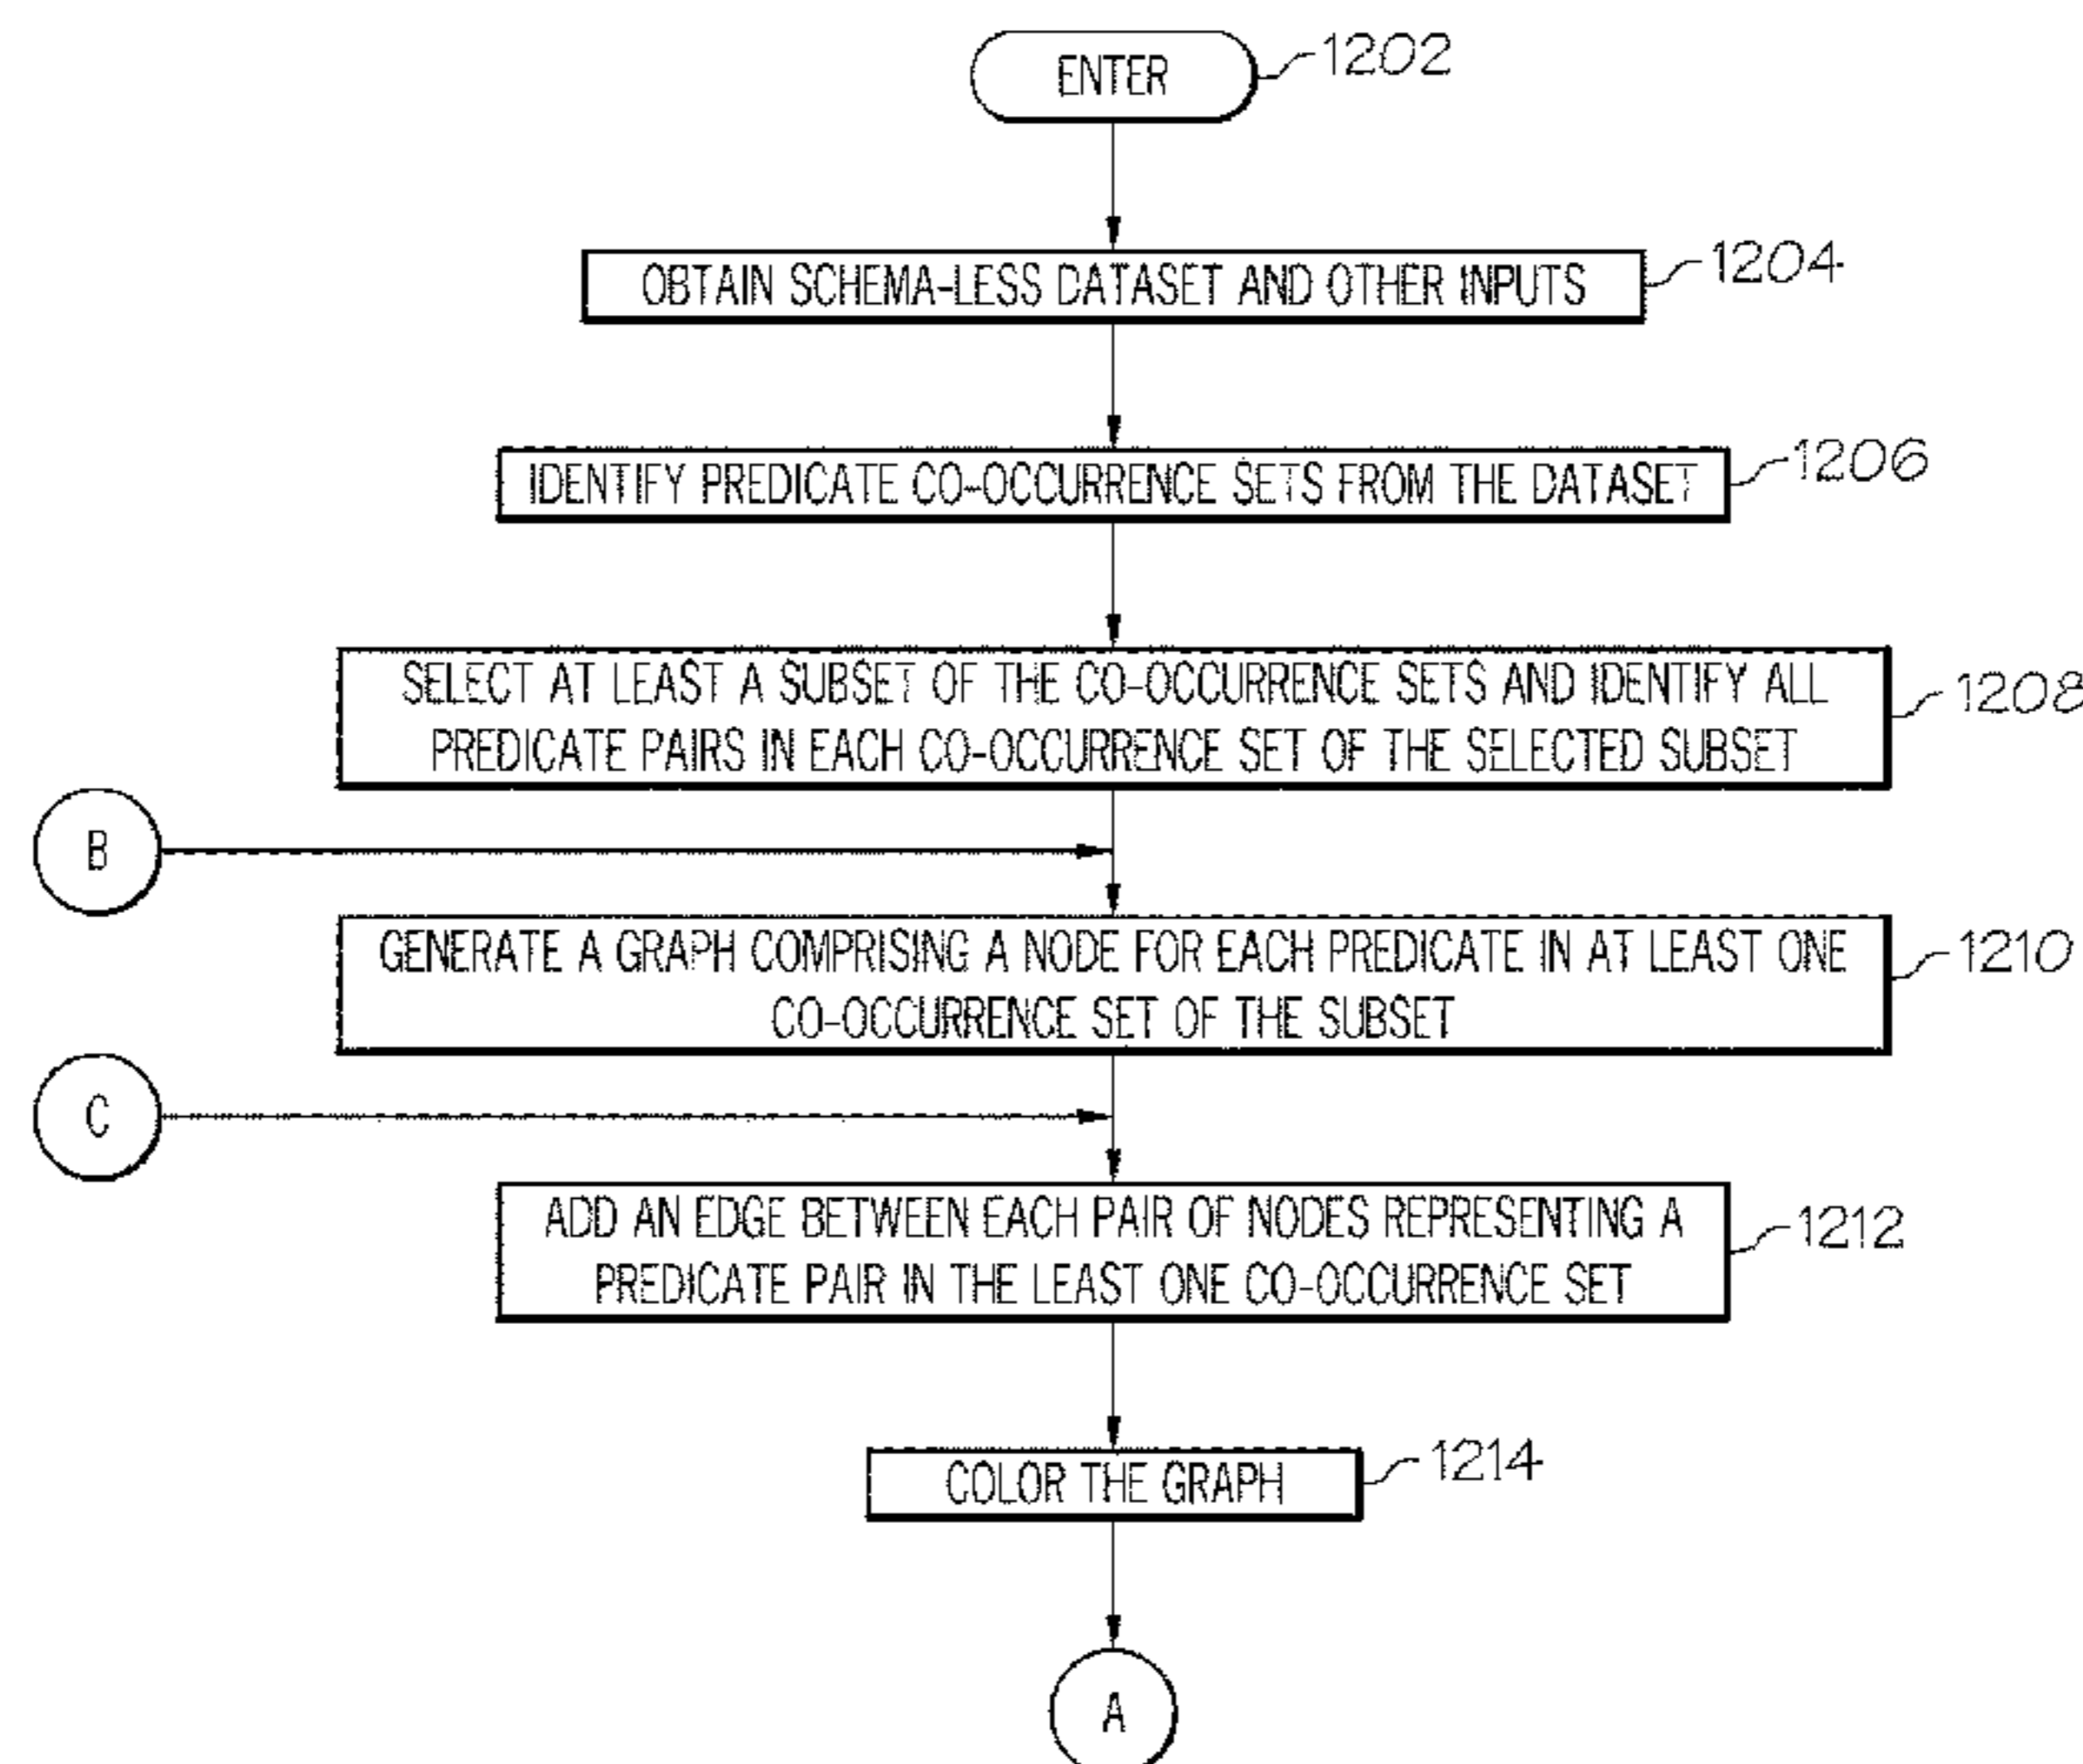 ENTER
1202
OBTAIN SCHEMA-LESS DATASET AND OTHER INPUTS
1204
IDENTIFY PREDICATE CO-OCCURRENCE SETS FROM THE DATASET
1206
SELECT AT LEAST A SUBSET OF THE CO-OCCURRENCE SETS AND IDENTIFY ALL
PREDICATE PAIRS IN EACH CO-OCCURRENCE SET OF THE SELECTED SUBSET
1208
B
GENERATE A GRAPH COMPRISING A NODE FOR EACH PREDICATE IN AT LEAST ONE
CO-OCCURRENCE SET OF THE SUBSET
1210
C
ADD AN EDGE BETWEEN EACH PAIR OF NODES REPRESENTING A
PREDICATE PAIR IN THE LEAST ONE CO-OCCURRENCE SET
1212
COLOR THE GRAPH
1214
A